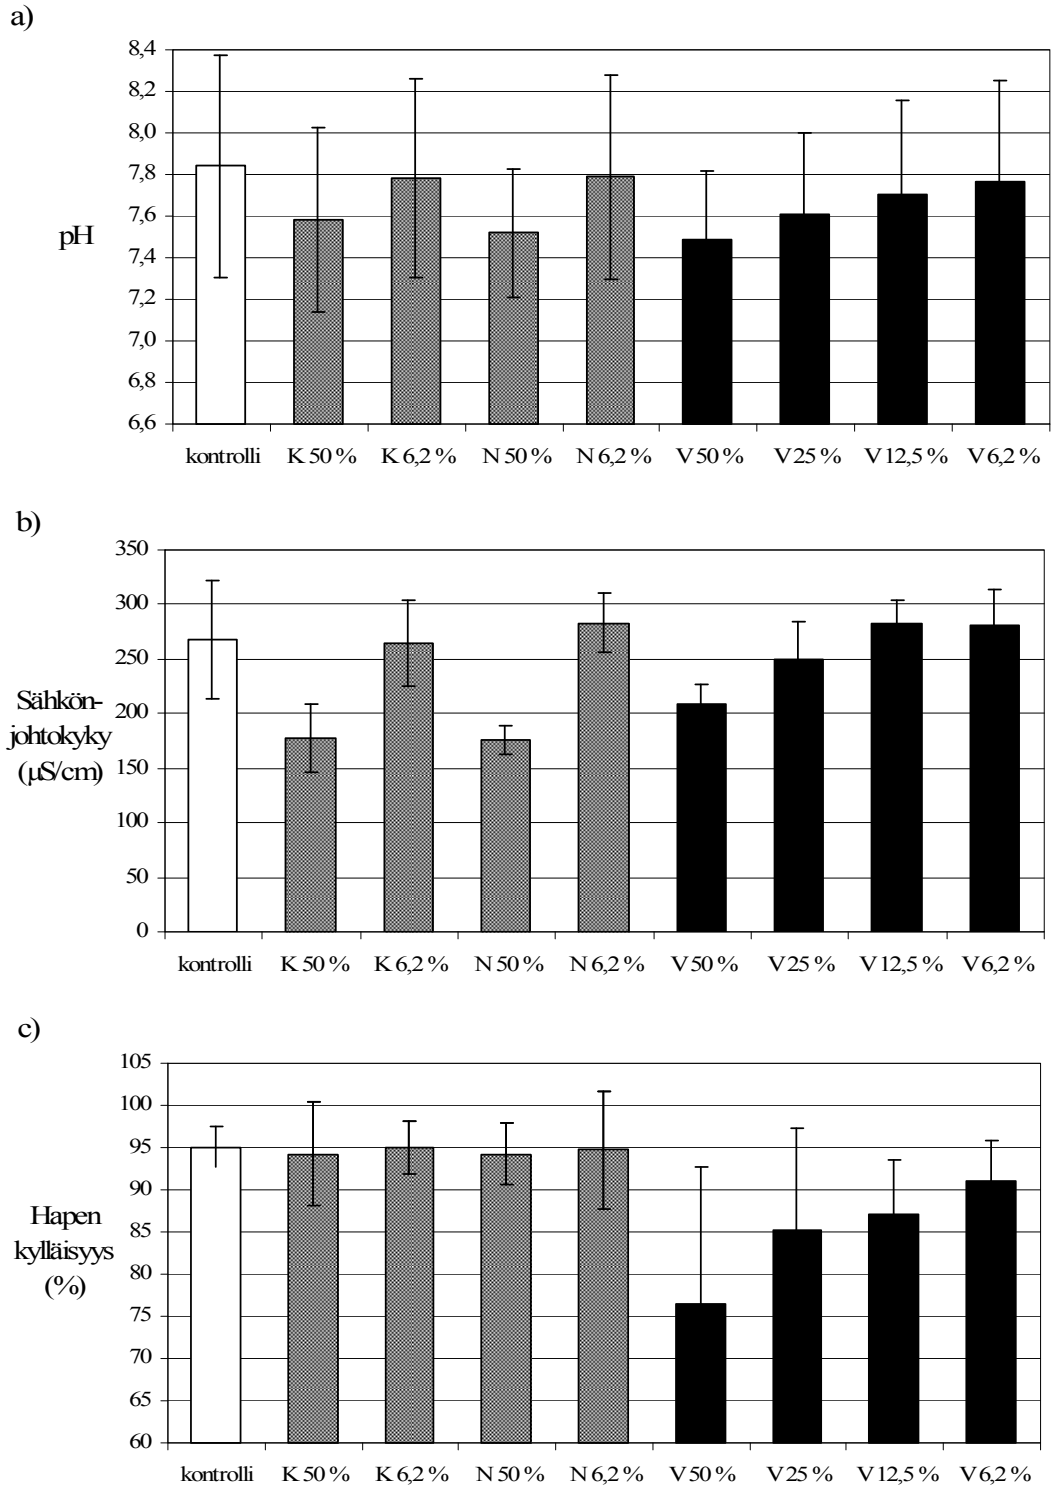 a)
8,4
8,2
8,0
7,8
7,6
7,4
7,2
7,0
6,8
6,6
pH
kontrolli K 50 % K 6,2 % N 50 % N 6,2 % V 50 % V 25 % V 12,5 % V 6,2 %
b)
350
300
250
200
150
100
50
0
Sähkön-
johtokyky
(µS/cm)
kontrolli K 50 % K 6,2 % N 50 % N 6,2 % V 50 % V 25 % V 12,5 % V 6,2 %
c)
105
100
95
90
85
80
75
70
65
60
Hapen
kylläisyys
(%)
kontrolli K 50 % K 6,2 % N 50 % N 6,2 % V 50 % V 25 % V 12,5 % V 6,2 %